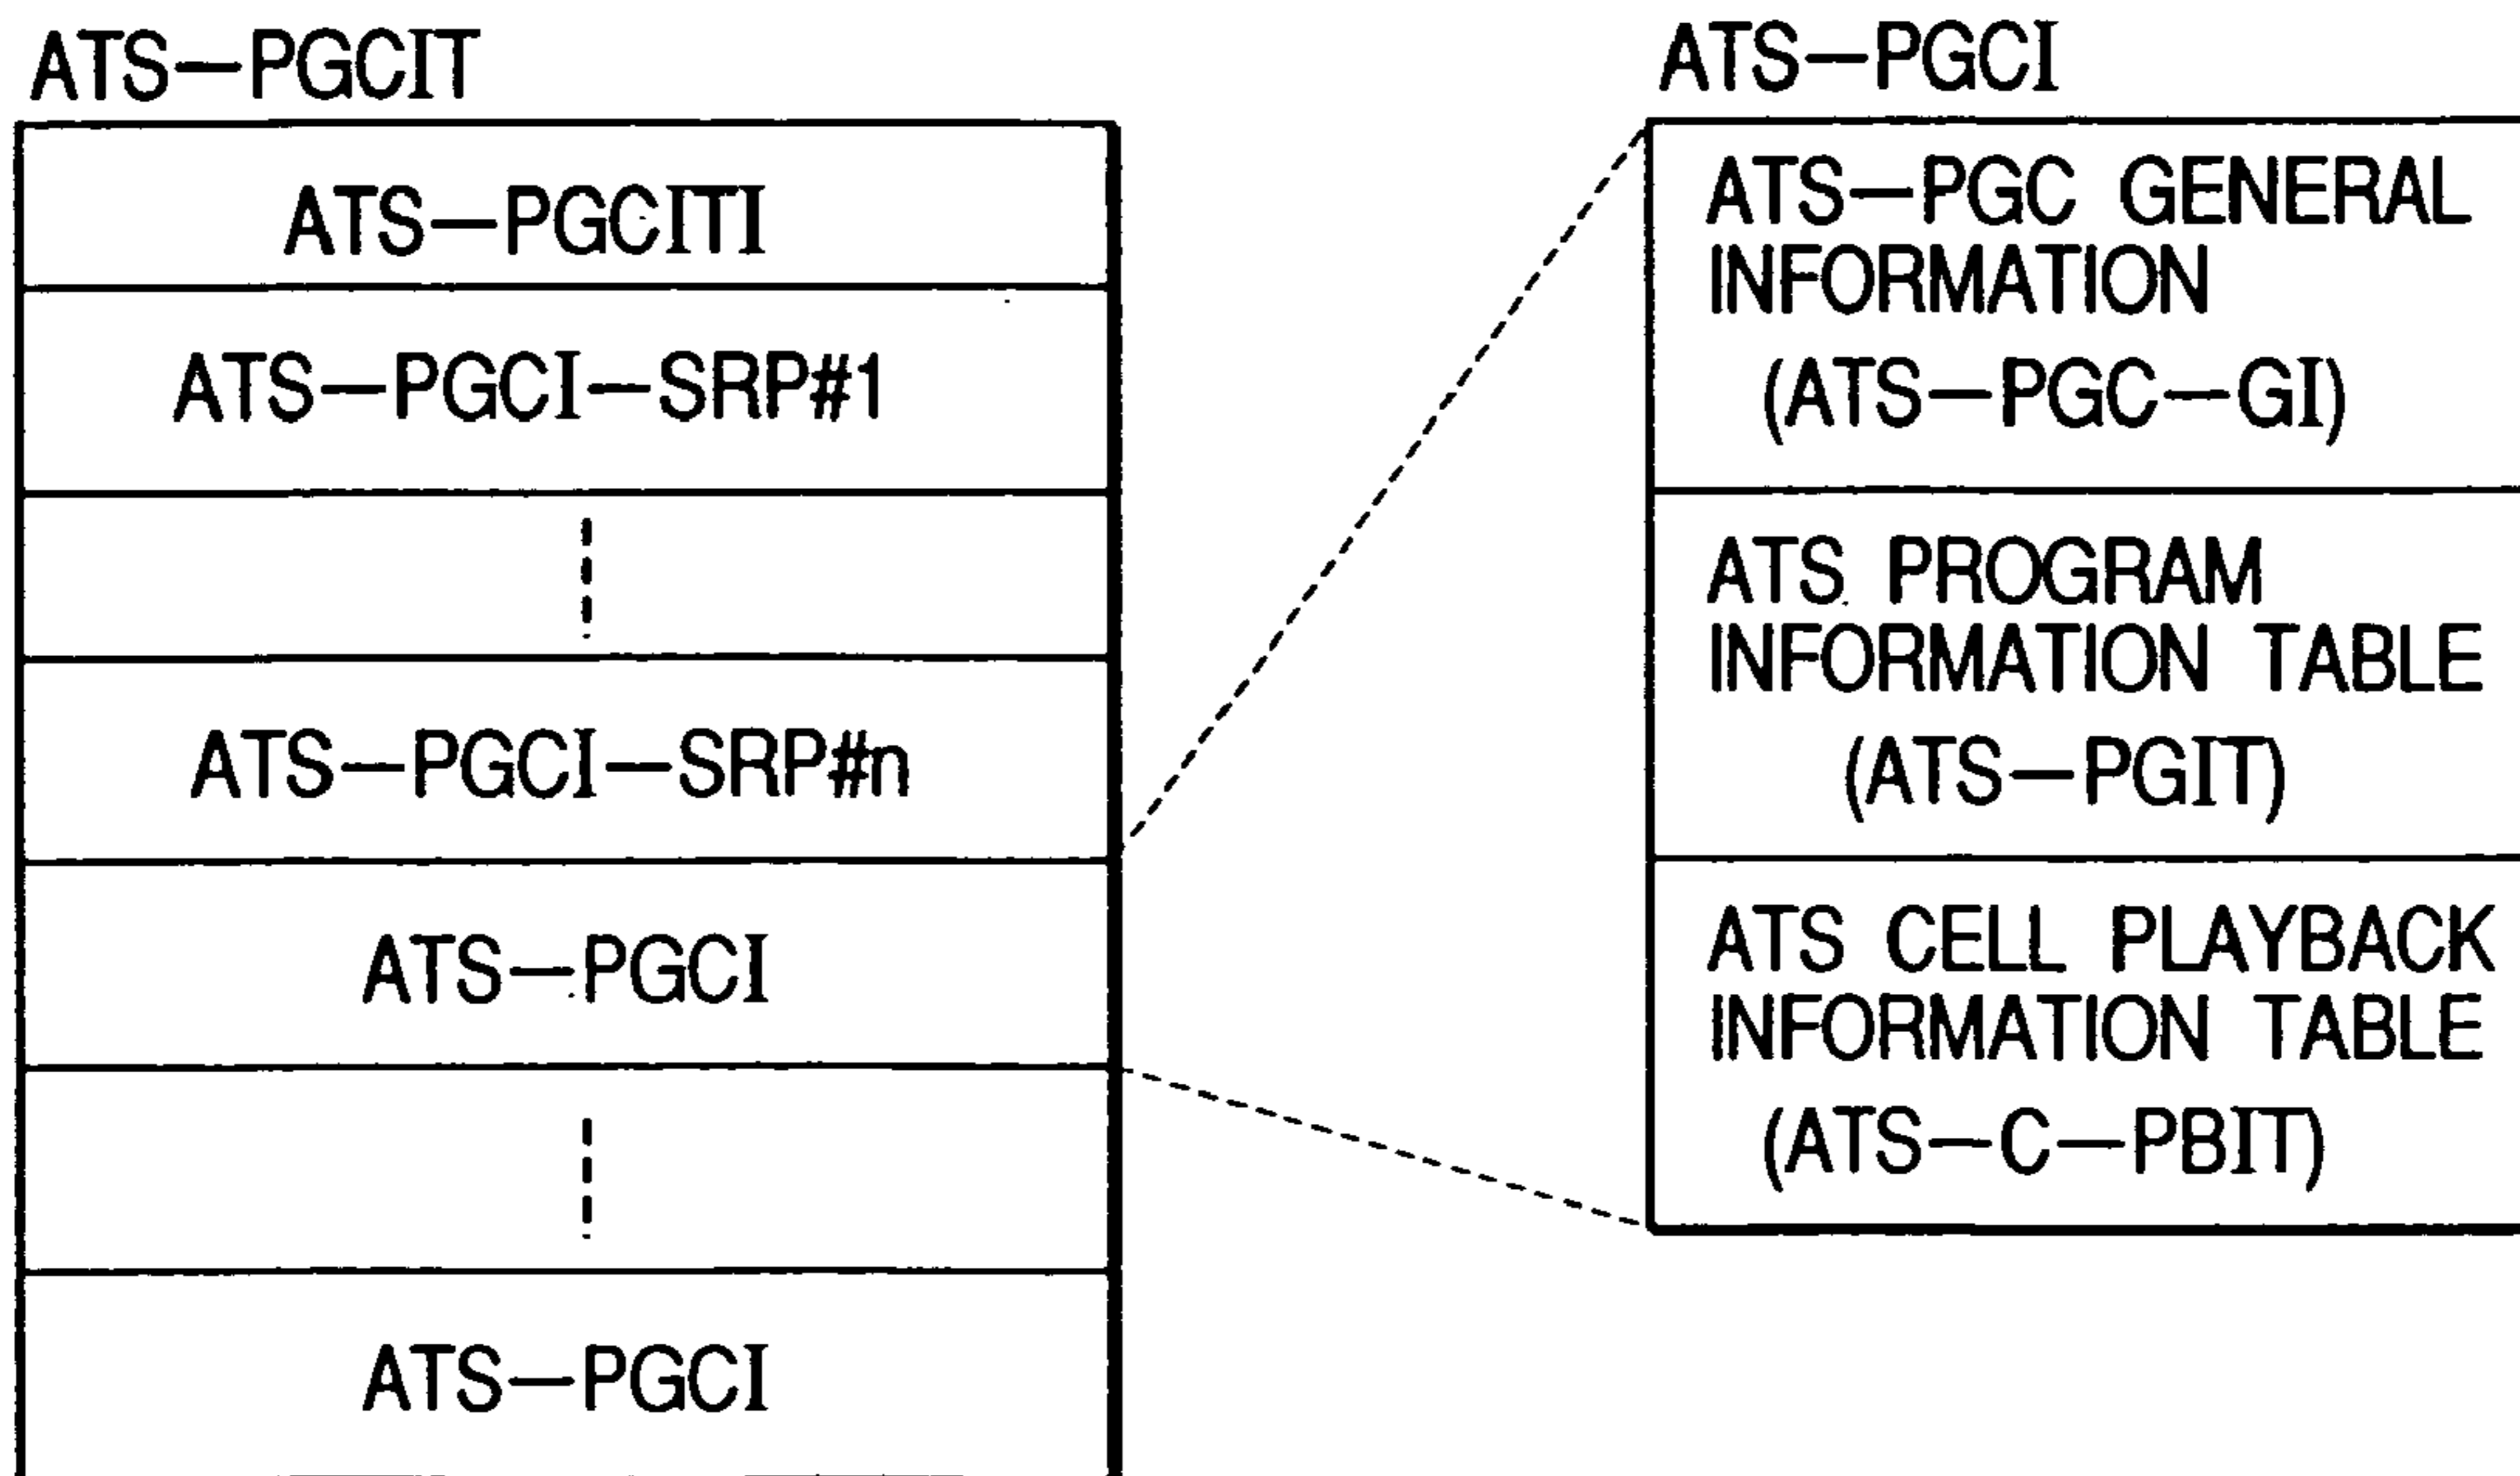 ATS—PGCIT
ATS—PGCITI
ATS—PGCI—SRP#1
ATS—PGCI—SRP#n
ATS—PGCI
ATS—PGCI
ATS—PGCI
ATS—PGC GENERAL
INFORMATION
(ATS—PGC—GI)
ATS PROGRAM
INFORMATION TABLE
(ATS—PGIT)
ATS CELL PLAYBACK
INFORMATION TABLE
(ATS—C—PBIT)